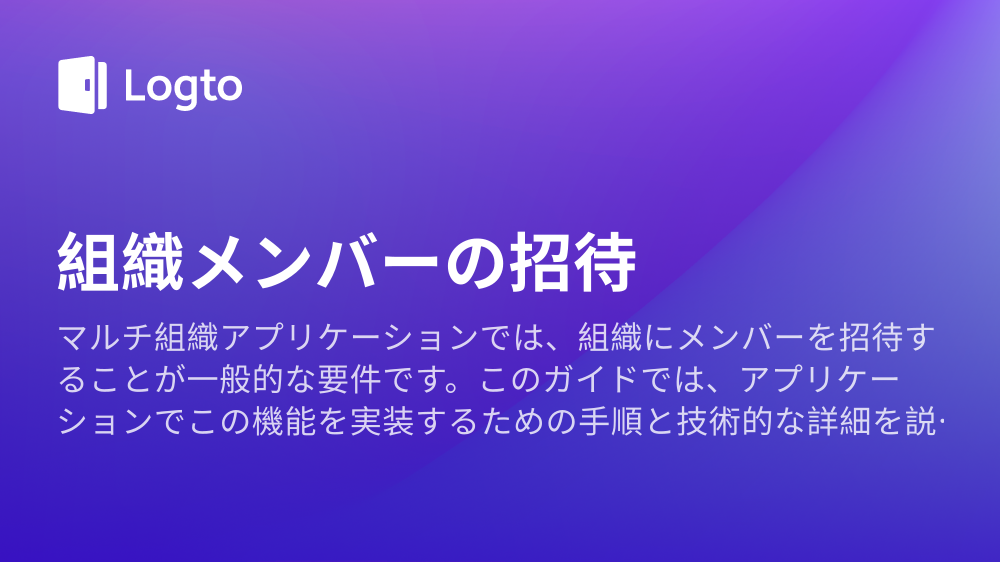 Logto
組織メンバーの招待
マルチ組織アプリケーションでは、組織にメンバーを招待す
ることが一般的な要件です。このガイドでは、アプリケー
ションでこの機能を実装するための手順と技術的な詳細を説·